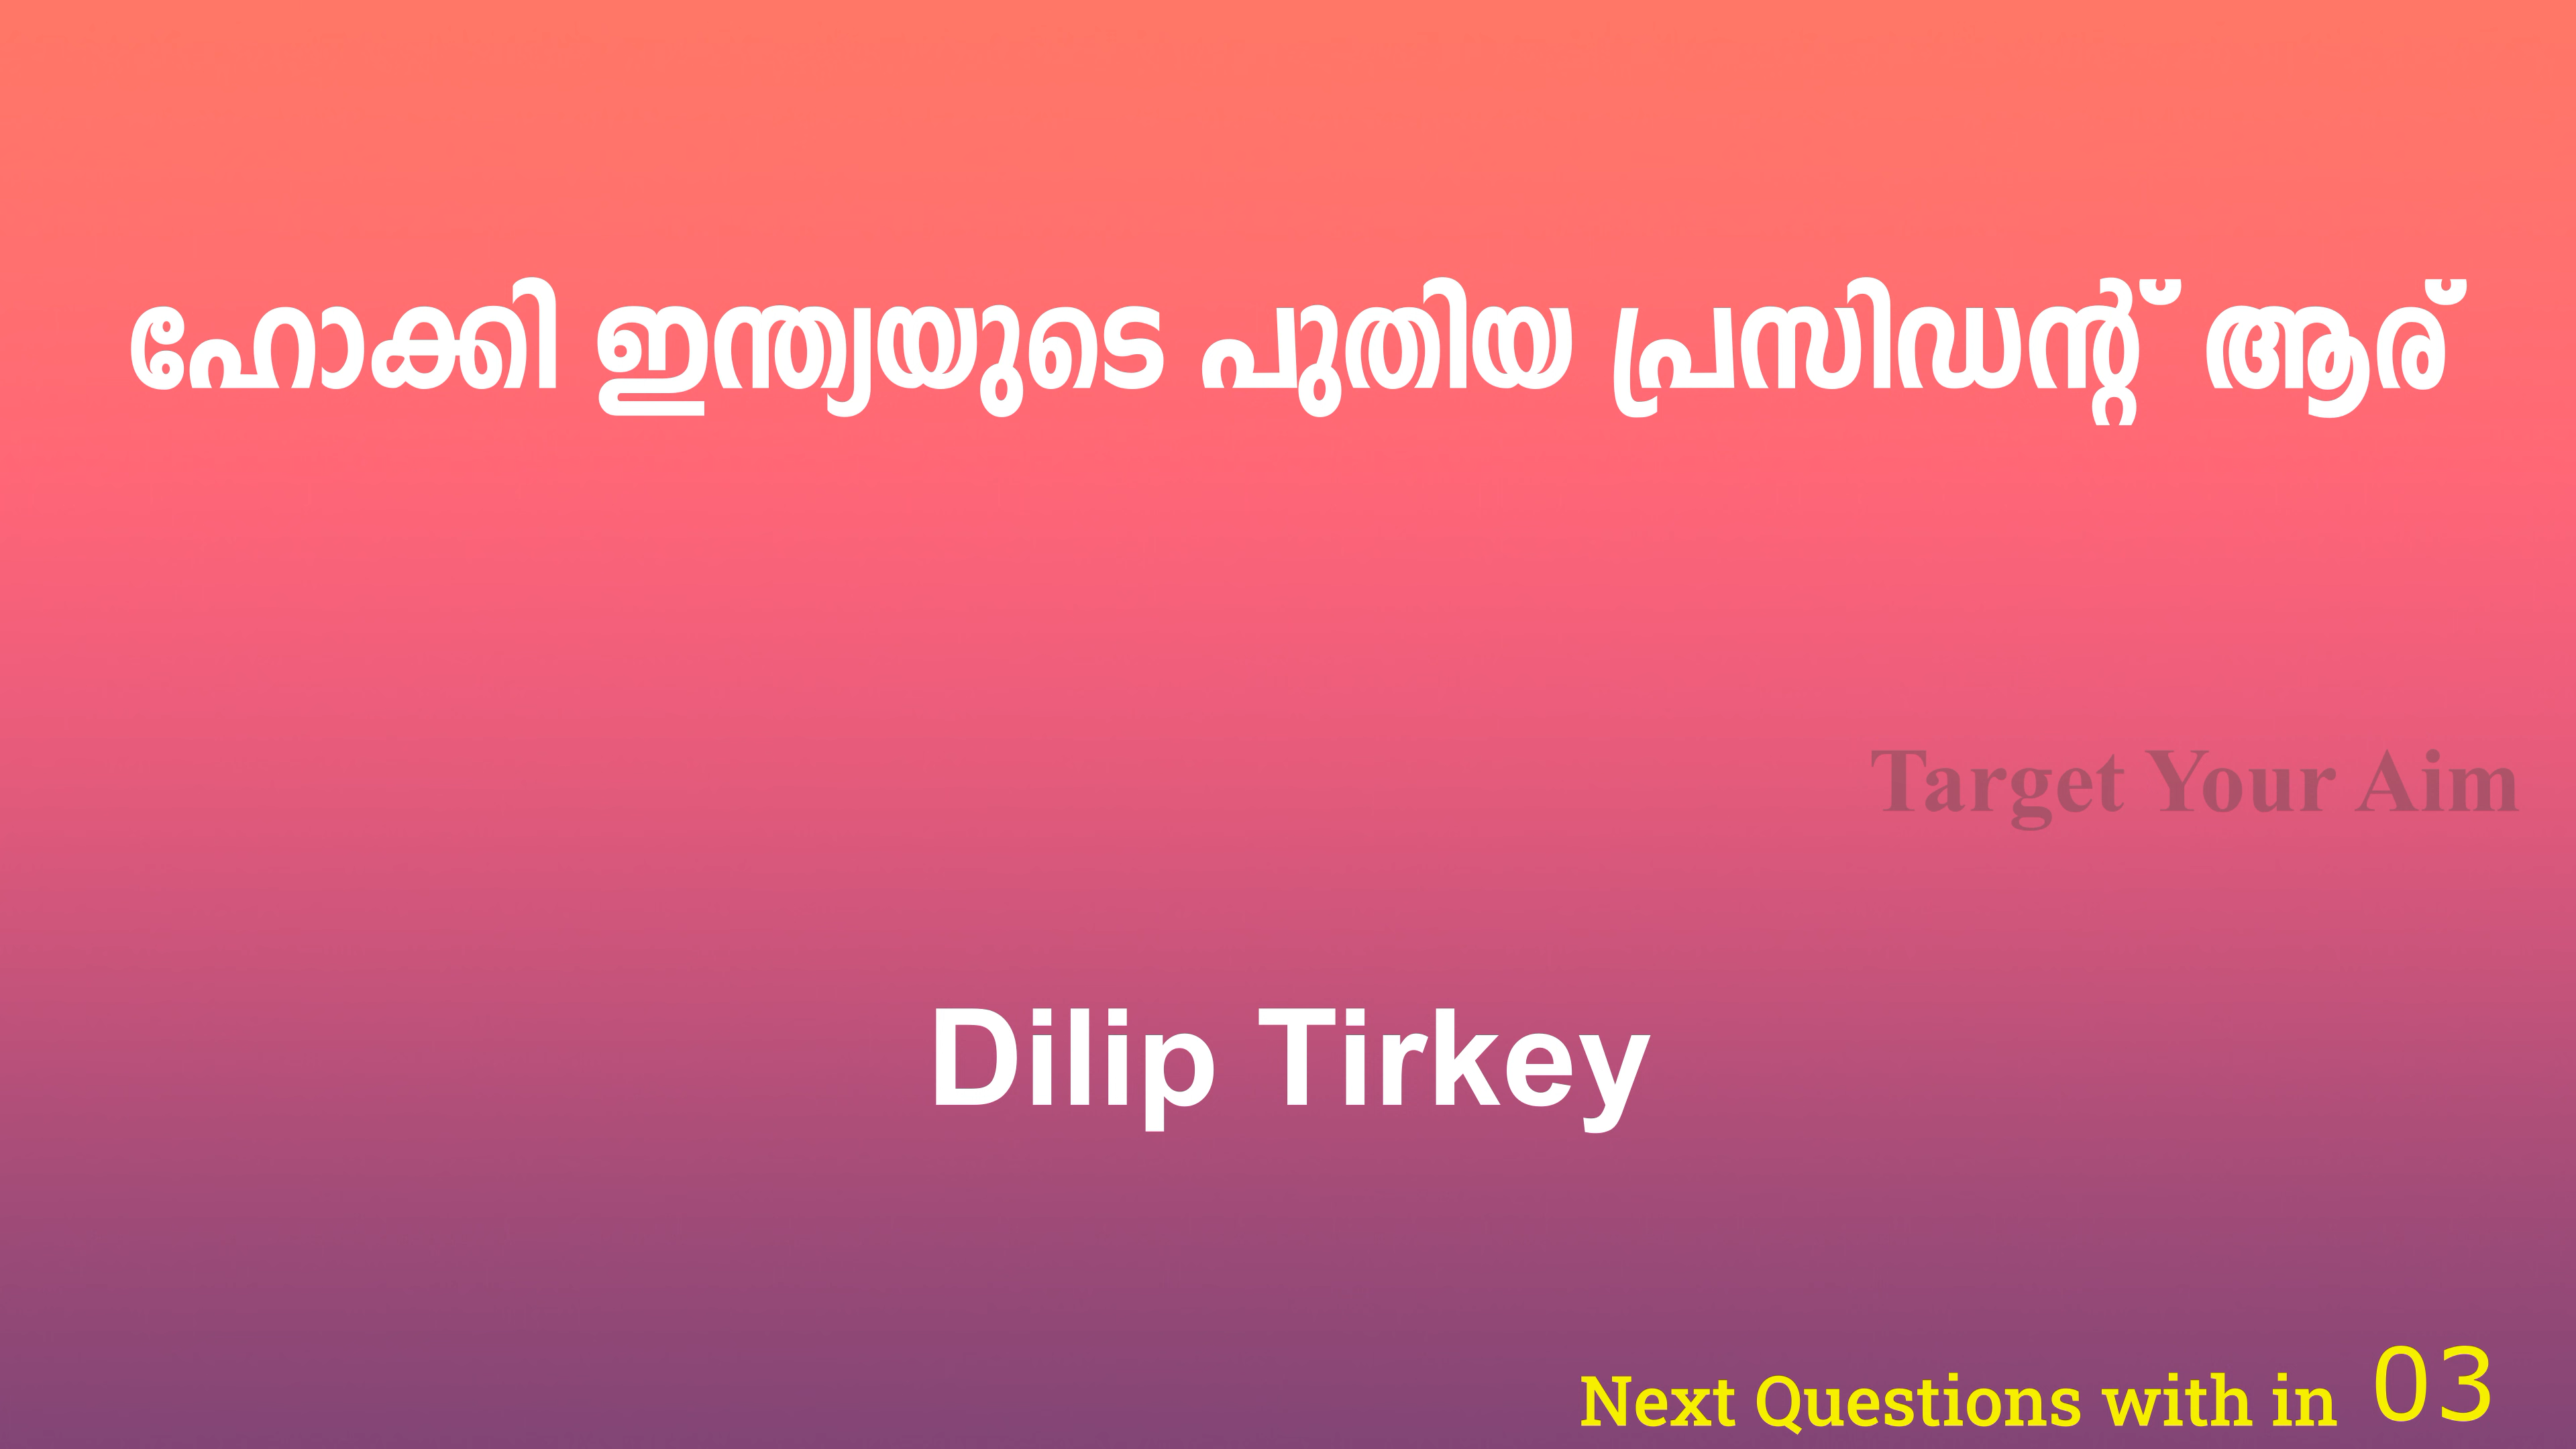 ഹോക്കി ഇന്ത്യയുടെ പുതിയ പ്രസിഡന്റ് ആര്
Target Your Aim
Dilip Tirkey
Next Questions with in 03